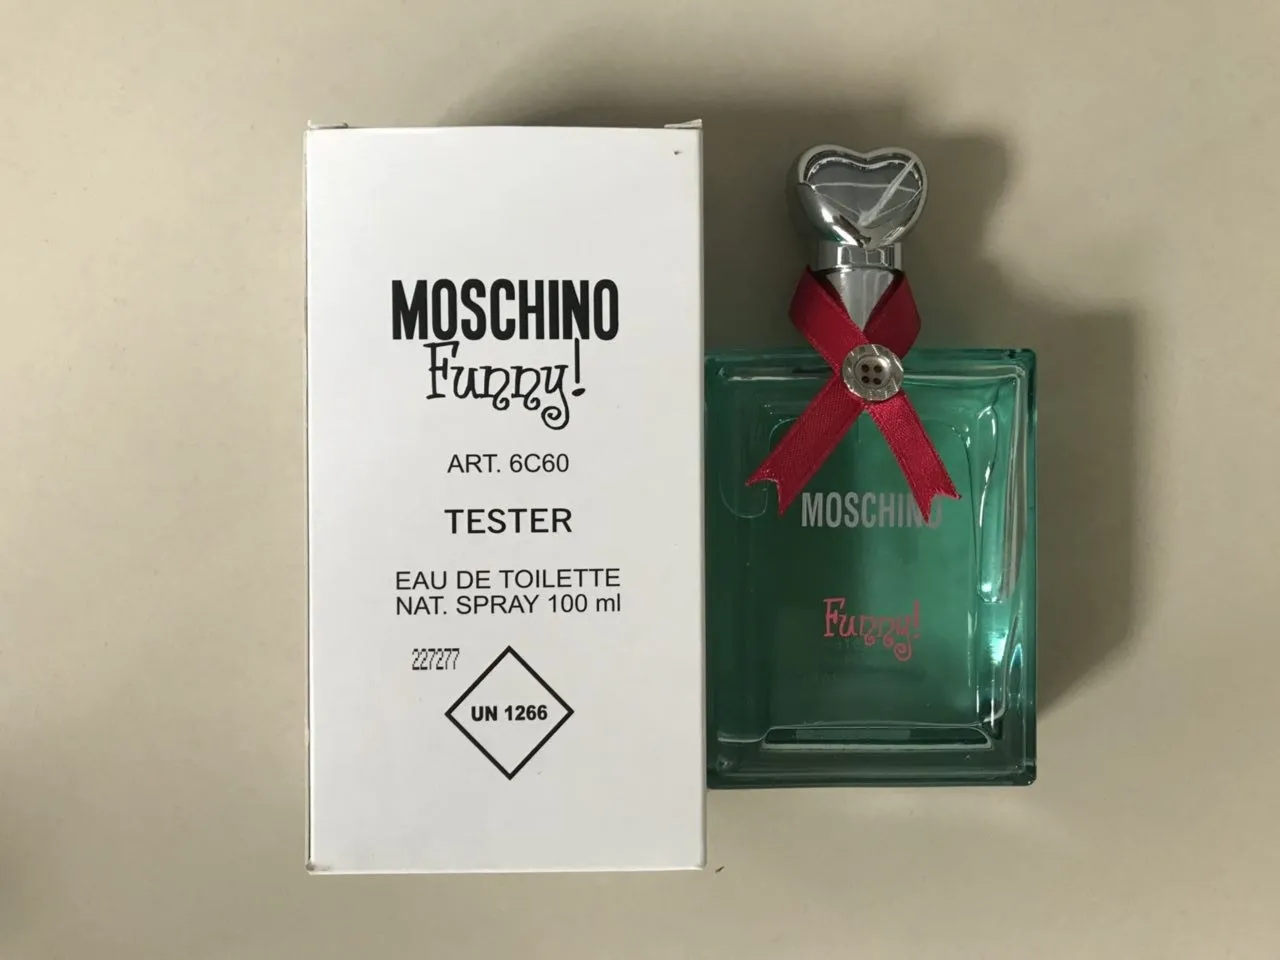 MOSCHINO
Funny!
ART. 6C60
TESTER
EAU DE TOILETTE
NAT. SPRAY 100 ml
227277
UN 1266
MOSCHINO
Funny!